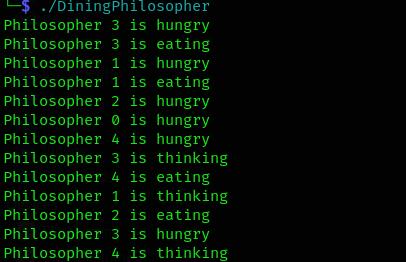 └─$ ./DiningPhilosopher
Philosopher 3 is hungry
Philosopher 3 is eating
Philosopher 1 is hungry
Philosopher 1 is eating
Philosopher 2 is hungry
Philosopher 0 is hungry
Philosopher 4 is hungry
Philosopher 3 is thinking
Philosopher 4 is eating
Philosopher 1 is thinking
Philosopher 2 is eating
Philosopher 3 is hungry
Philosopher 4 is thinking